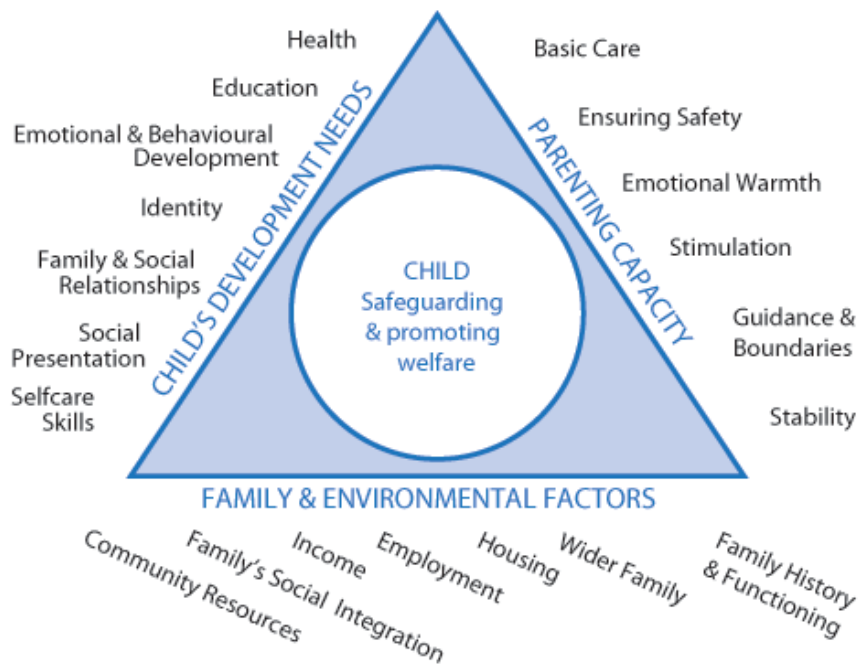 Health
Education
Emotional & Behavioural
Development
Identity
Family & Social
Relationships
Social
Presentation
Selfcare
Skills
CHILD'S DEVELOPMENT NEEDS
CHILD
Safeguarding
& promoting
welfare
PARENTING CAPACITY
Basic Care
Ensuring Safety
Emotional Warmth
Stimulation
Guidance &
Boundaries
Stability
FAMILY & ENVIRONMENTAL FACTORS
Community Resources
Family's Social Integration
Income
Employment
Housing
Wider Family
Family History
& Functioning